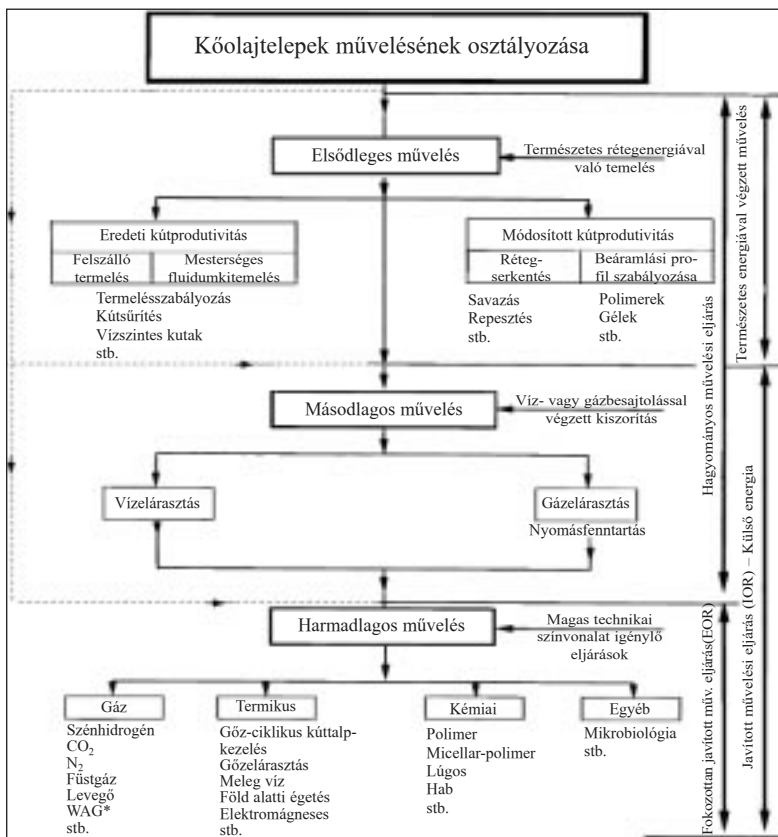 Kőolajtelepek művelésének osztályozása
Elsődleges művelés
Természetes rétegenergiával
való temelés
Eredeti kútprodutivitás
Felszálló
termelés
Mesterséges
fluidumkitemelés
Termelésszabályozás
Kútsűrítés
Vízszintes kutak
stb.
Módosított kútprodutivitás
Réteg-
serkentés
Beáramlási pro-
fil szabályozása
Savazás
Repesztés
stb.
Polimerek
Gélek
stb.
Másodlagos művelés
Víz- vagy gázbesajtolással
végzett kiszorítás
Vízelárasztás
Gázelárasztás
Nyomásfenntartás
Harmadlagos művelés
Magas technikai
színvonalat igénylő
eljárások
Gáz
Szénhidrogén
CO₂
N₂
Füstgáz
Levegő
WAG*
stb.
Termikus
Gőz-ciklikus kúttalp-
kezelés
Gőzelárasztás
Meleg víz
Föld alatti égetés
Elektromágneses
stb.
Kémiai
Polimer
Micellar-polimer
Lúgos
Hab
stb.
Egyéb
Mikrobiológia
stb.
Hagyományos művelési eljárás
Természetes energiával végzett művelés
Fokozottan javított műv. eljárás(EOR)
Javított művelési eljárás (IOR) – Külső energia